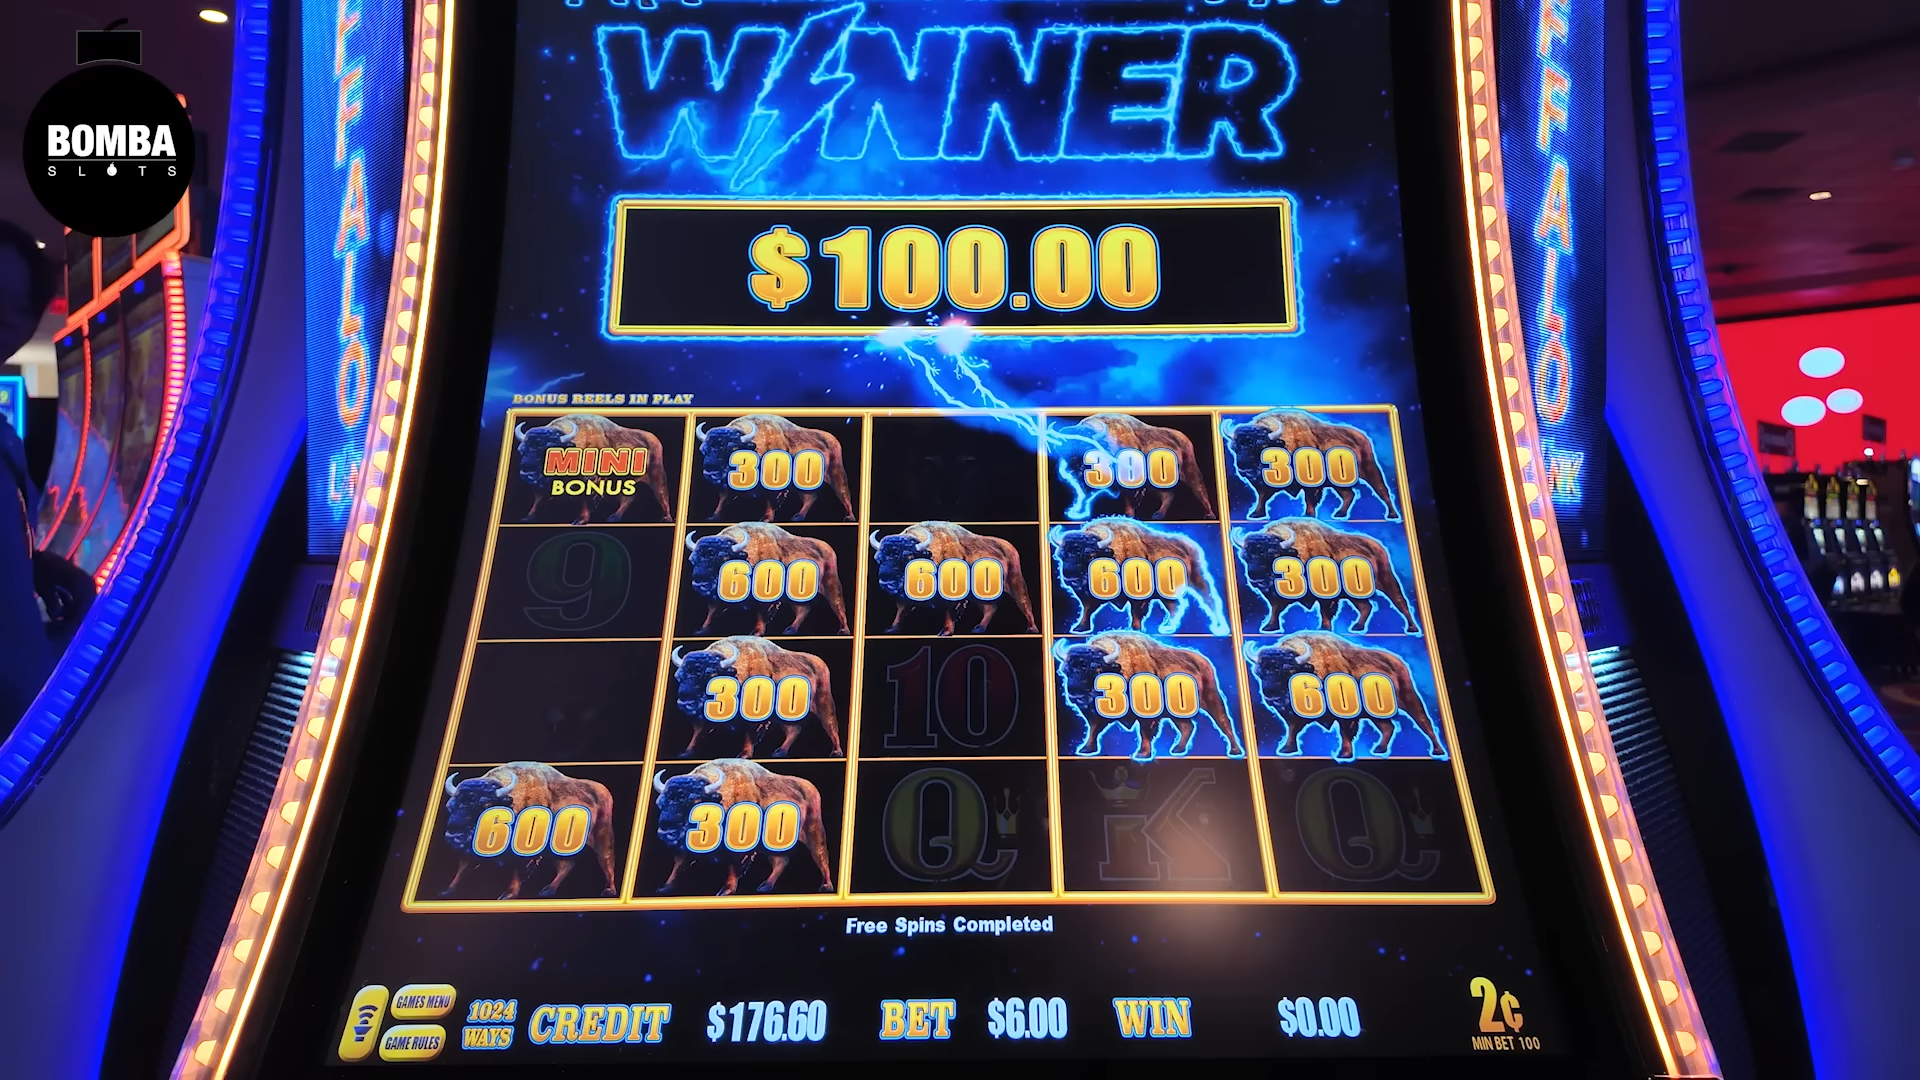 BOMBA
SLOTS
WINNER
$100.00
BONUS REELS IN PLAY
MINI
BONUS
300
300
300
9
600
600
600
300
300
10
300
600
600
300
Q
K
Q
Free Spins Completed
GAMES MENU
GAME RULES
1024
WAYS
CREDIT
$176.60
BET
$6.00
WIN
$0.00
2¢
MIN BET 100